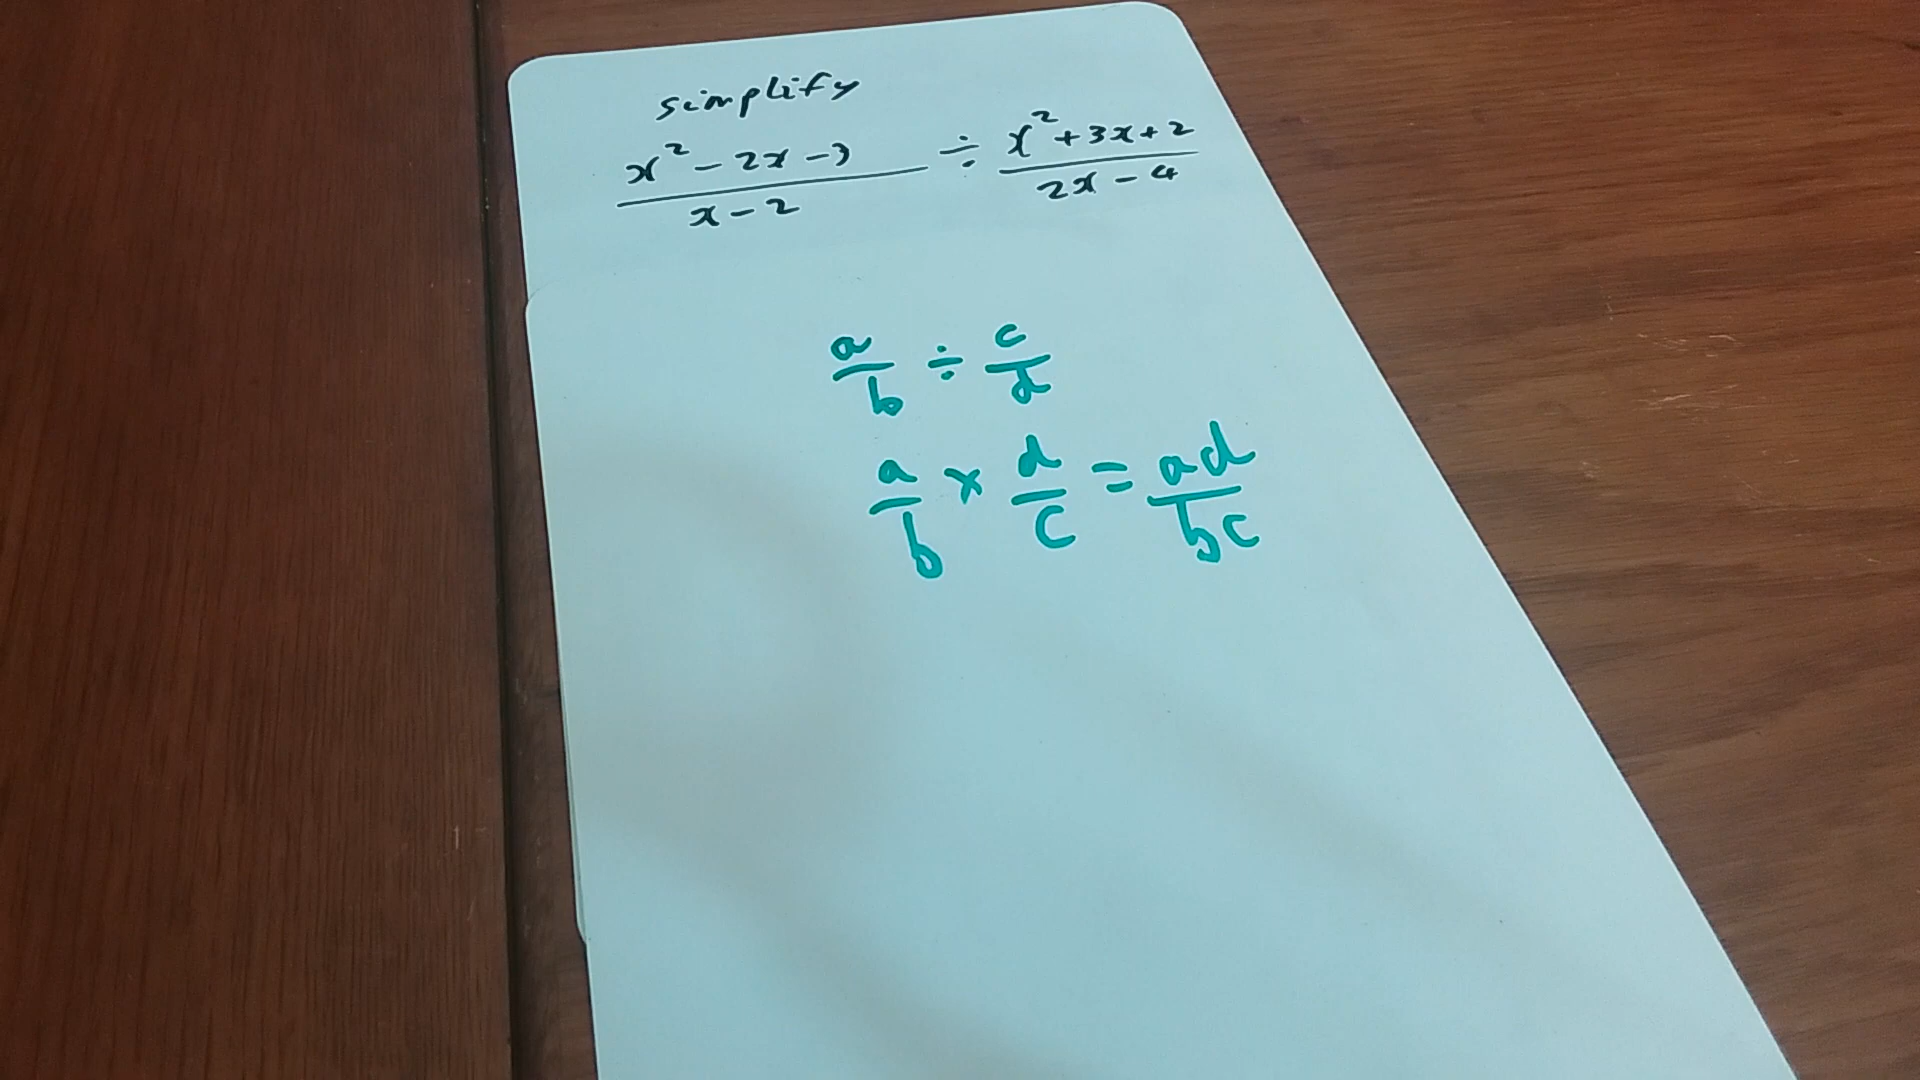 simplify
x² - 2x - 3 / x - 2 ÷ x² + 3x + 2 / 2x - 4
a/b ÷ c/d
a/b × d/c = ad/bc